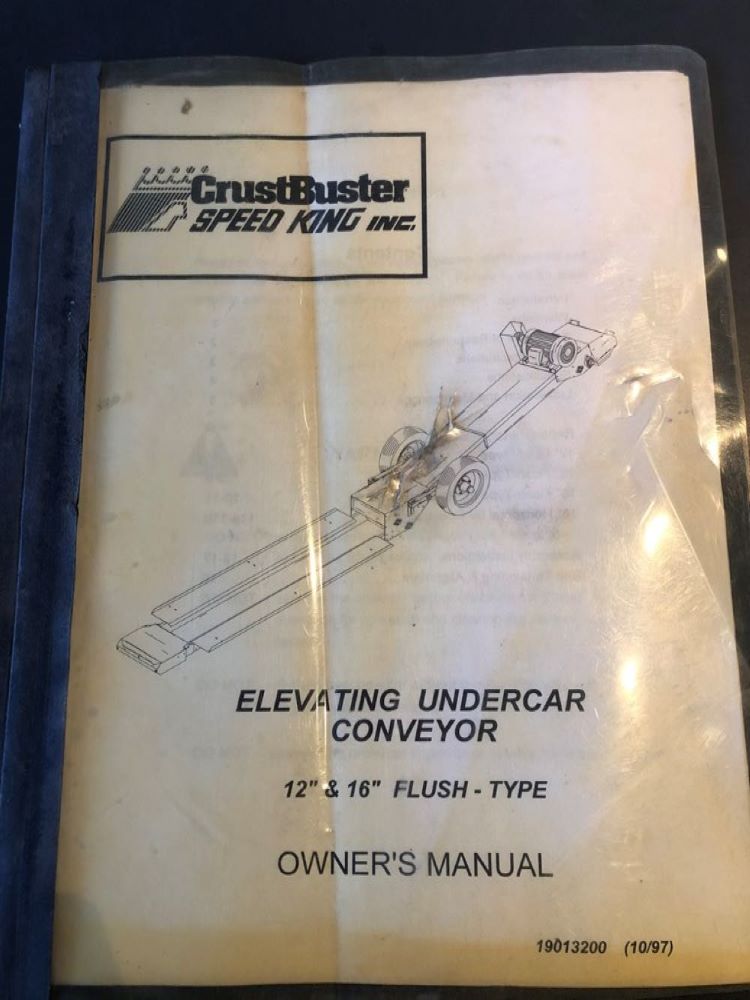 CrustBuster
SPEED KING INC.
ELEVATING UNDERCAR
CONVEYOR
12" & 16" FLUSH - TYPE
OWNER'S MANUAL
19013200 (10/97)